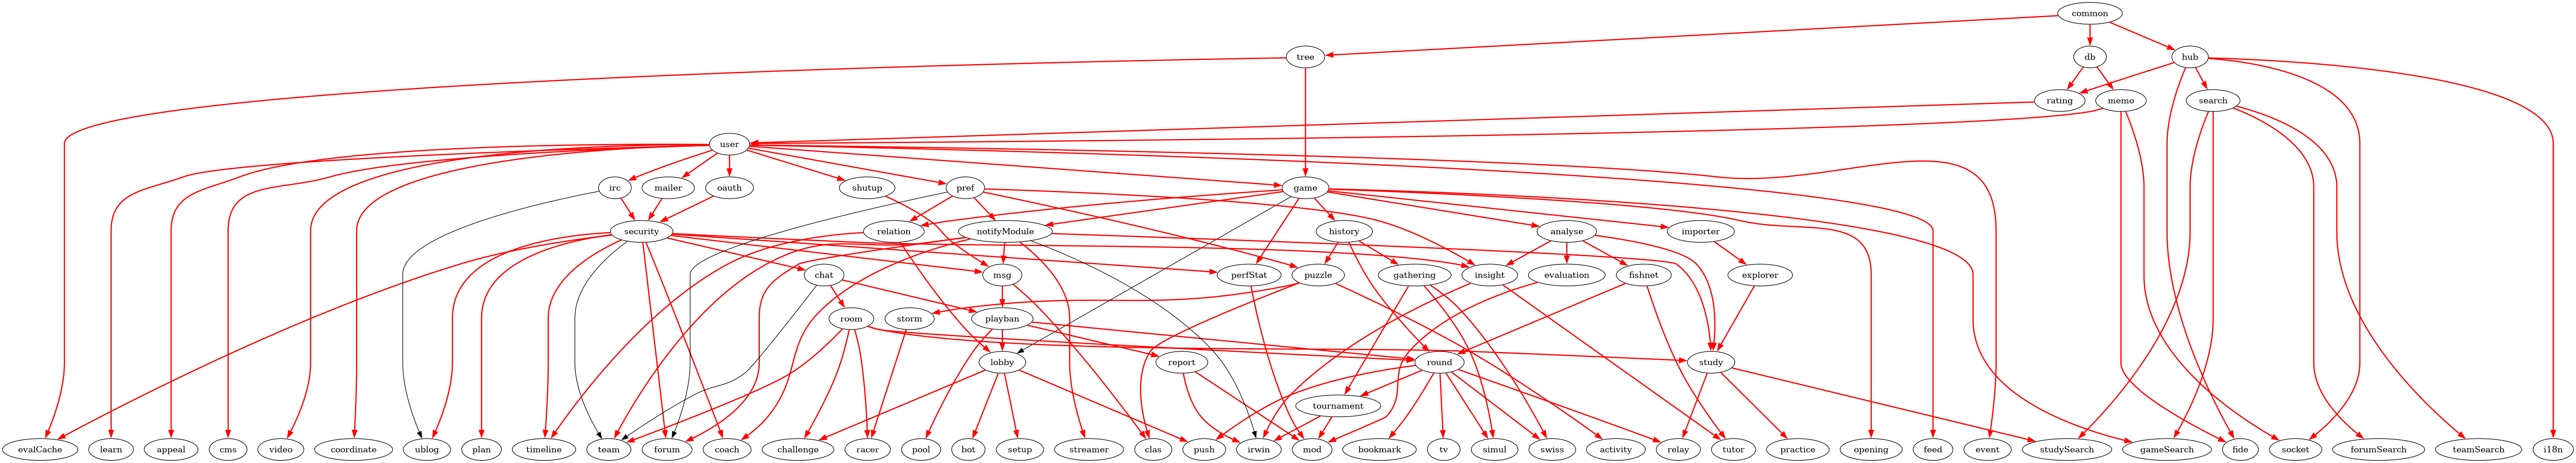 common
tree
db
hub
rating
memo
search
user
irc
mailer
oauth
shutup
pref
game
security
relation
notifyModule
history
analyse
importer
chat
msg
perfStat
puzzle
gathering
insight
evaluation
fishnet
explorer
room
storm
playban
lobby
report
round
study
tournament
evalCache
learn
appeal
cms
video
coordinate
ublog
plan
timeline
team
forum
coach
challenge
racer
pool
bot
setup
streamer
clas
push
irwin
mod
bookmark
tv
simul
swiss
activity
relay
tutor
practice
opening
feed
event
studySearch
gameSearch
fide
socket
forumSearch
teamSearch
i18n